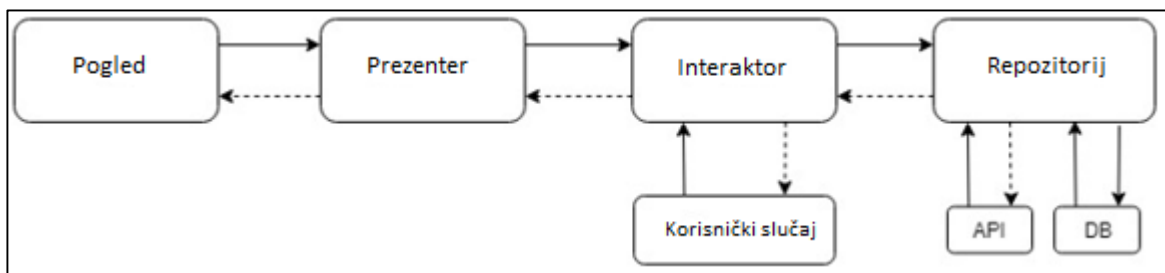 Pogled
Prezenter
Interaktor
Repozitorij
Korisnički slučaj
API
DB